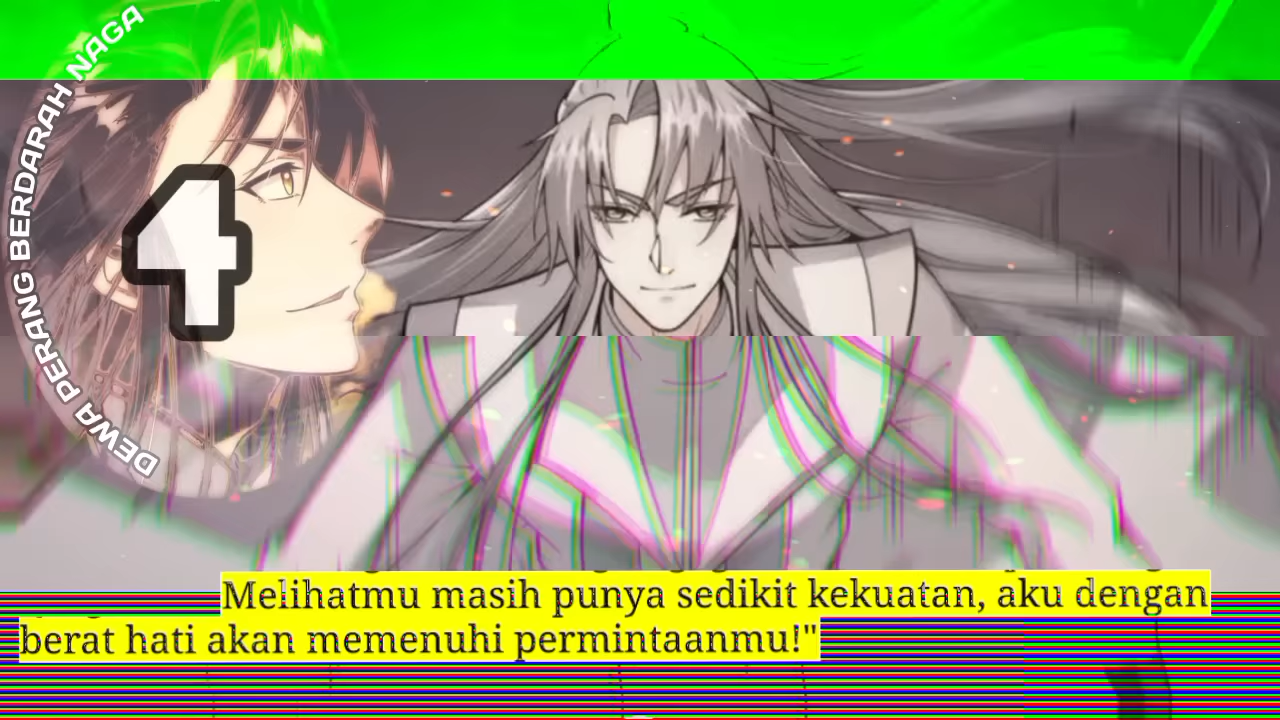 DEWA PERANG BERDARAH NAGA
4
Melihatmu masih punya sedikit kekuatan, aku dengan
berat hati akan memenuhi permintaanmu!"